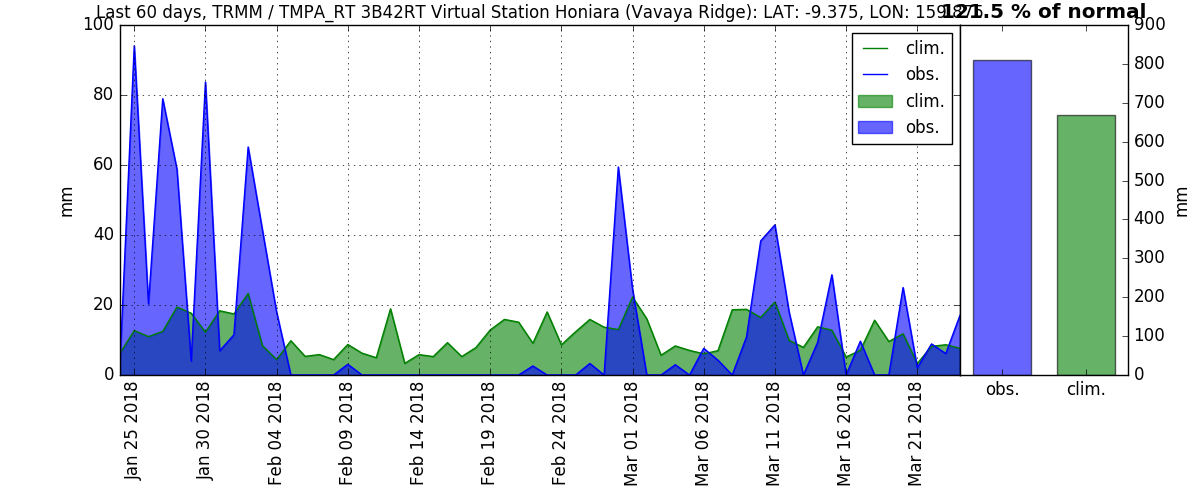 Last 60 days, TRMM / TMPA_RT 3B42RT Virtual Station Honiara (Vavaya Ridge): LAT: -9.375, LON:
121.5 % of normal
100
80
60
40
20
0
mm
clim.
obs.
clim.
obs.
900
800
700
600
500
400
300
200
100
0
mm
obs.
clim.
Jan 25 2018
Jan 30 2018
Feb 04 2018
Feb 09 2018
Feb 14 2018
Feb 19 2018
Feb 24 2018
Mar 01 2018
Mar 06 2018
Mar 11 2018
Mar 16 2018
Mar 21 2018